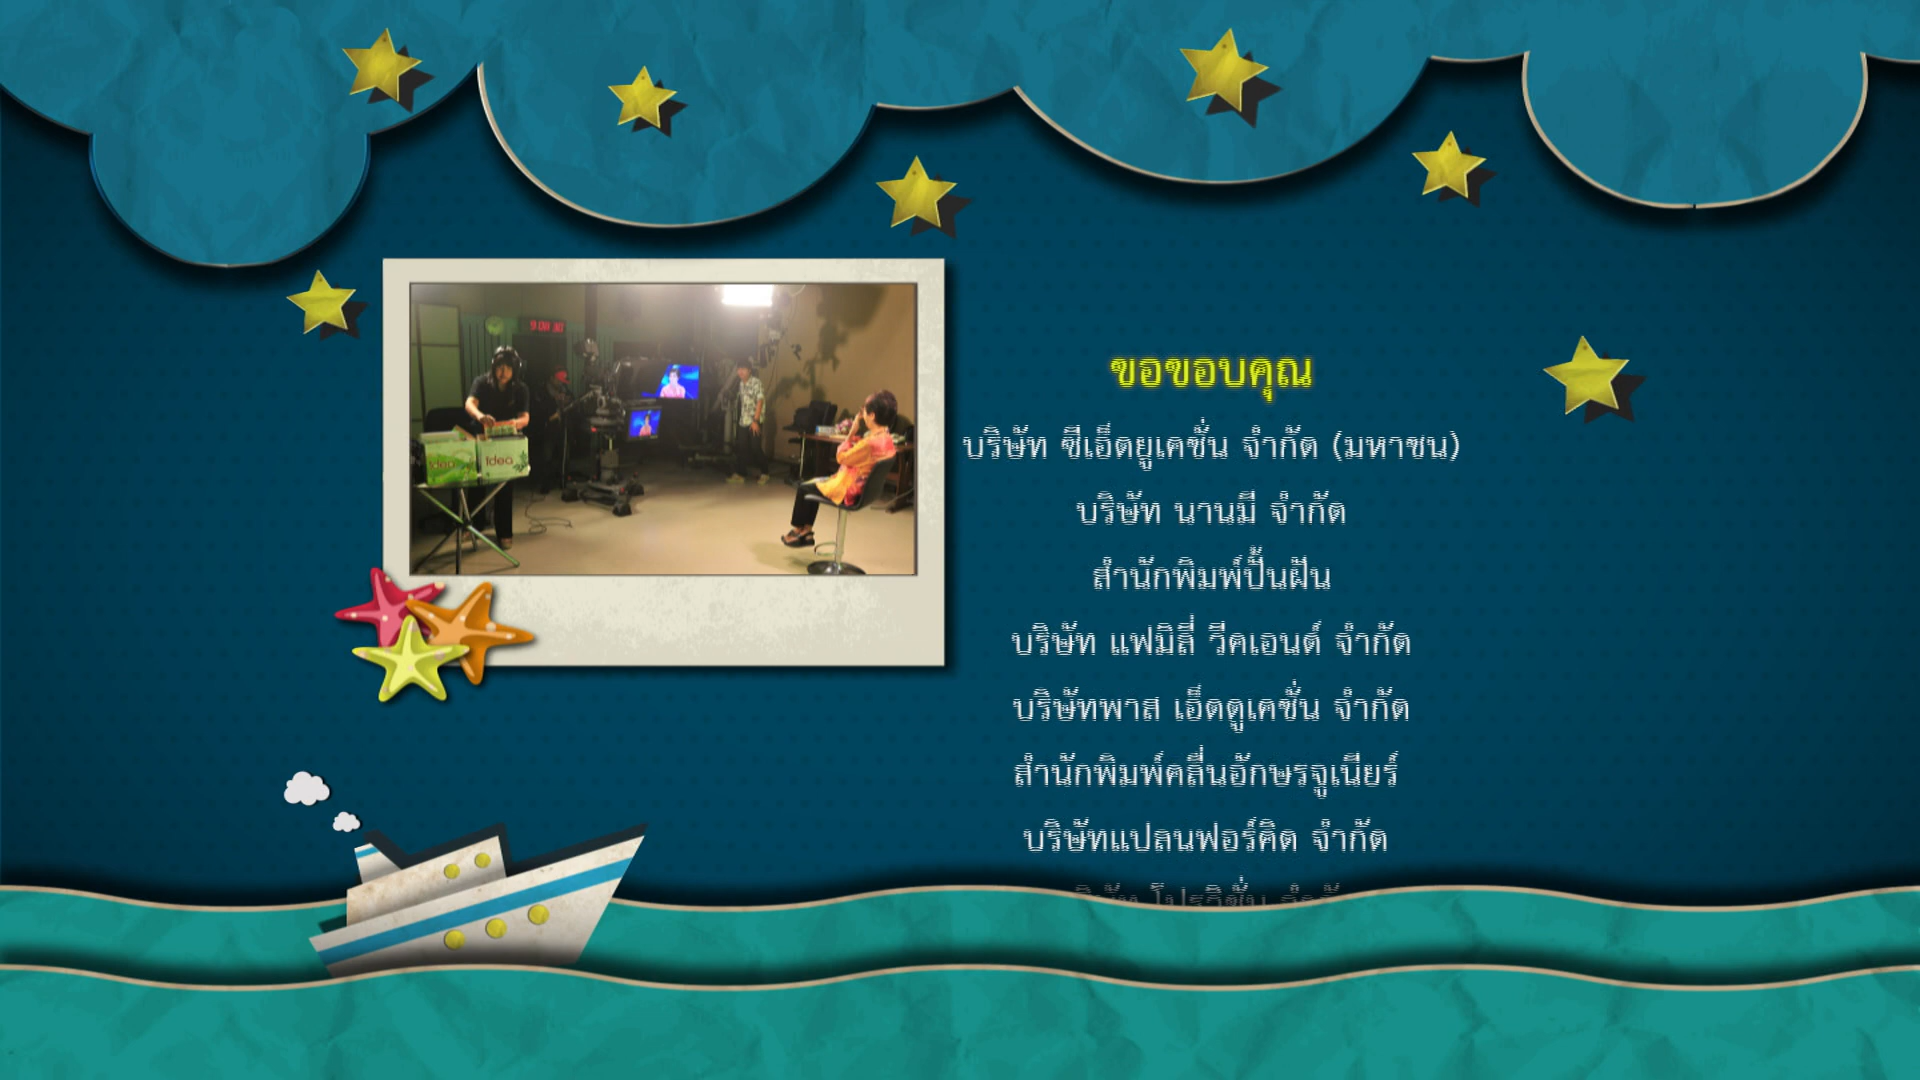 9:08 30
Idea
ขอขอบคุณ
บริษัท ซีเอ็ดยูเคชั่น จำกัด (มหาชน)
บริษัท นานมี จำกัด
สำนักพิมพ์ปั้นฝัน
บริษัท แฟมิลี่ วีคเอนด์ จำกัด
บริษัทพาส เอ็ดดูเคชั่น จำกัด
สำนักพิมพ์คลื่นอักษรจูเนียร์
บริษัทแปลนฟอร์คิด จำกัด